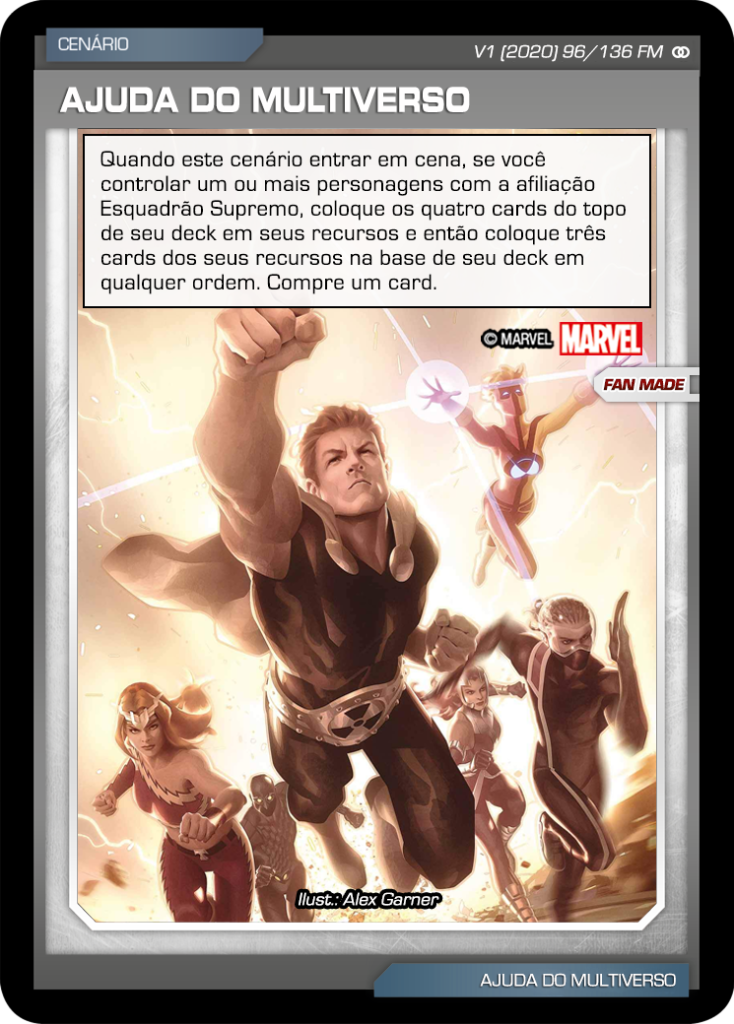 CENÁRIO
V1 (2020) 96/136 FM
AJUDA DO MULTIVERSO
Quando este cenário entrar em cena, se você
controlar um ou mais personagens com a afiliação
Esquadrão Supremo, coloque os quatro cards do topo
de seu deck em seus recursos e então coloque três
cards dos seus recursos na base de seu deck em
qualquer ordem. Compre um card.
© MARVEL MARVEL
FAN MADE
Ilust.: Alex Garner
AJUDA DO MULTIVERSO